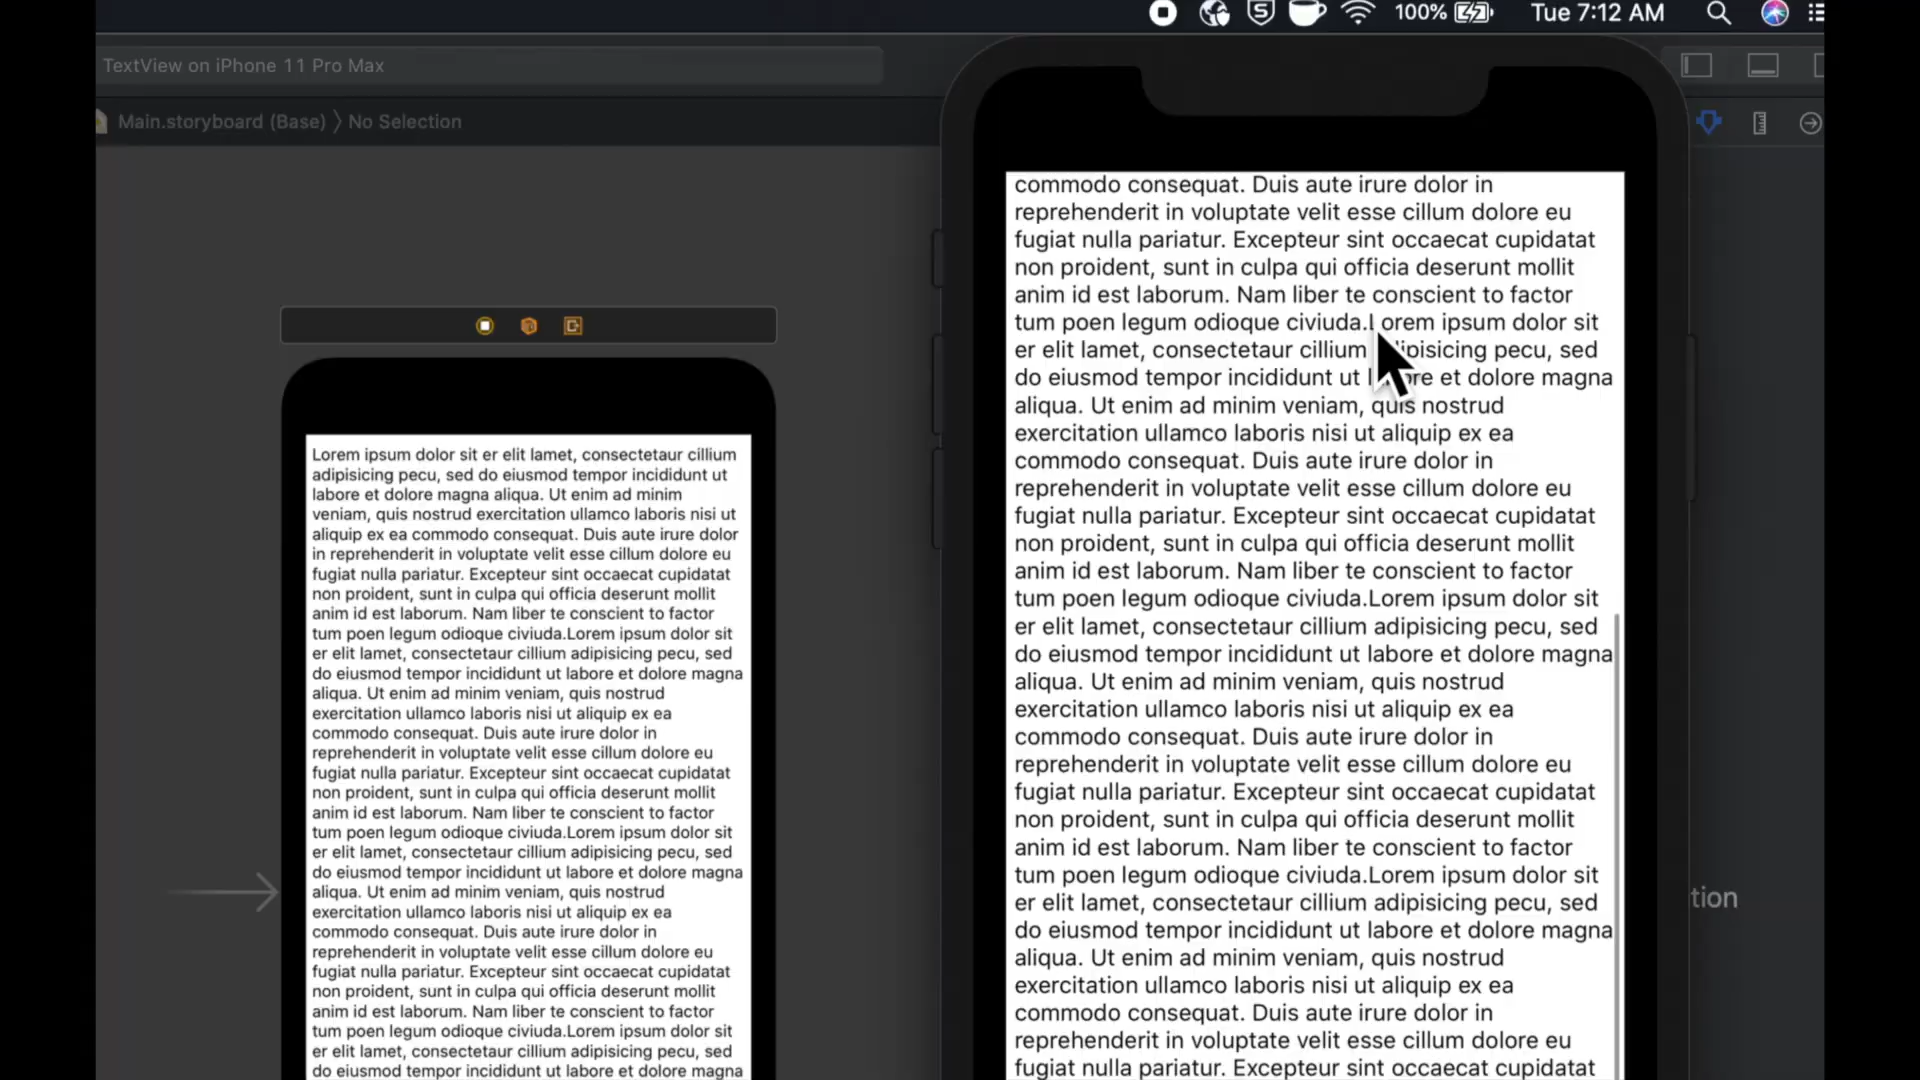 100% Tue 7:12 AM
TextView on iPhone 11 Pro Max
Main.storyboard (Base) 〉 No Selection
Lorem ipsum dolor sit er elit lamet, consectetaur cillium
adipisicing pecu, sed do eiusmod tempor incididunt ut
labore et dolore magna aliqua. Ut enim ad minim
veniam, quis nostrud exercitation ullamco laboris nisi ut
aliquip ex ea commodo consequat. Duis aute irure dolor
in reprehenderit in voluptate velit esse cillum dolore eu
fugiat nulla pariatur. Excepteur sint occaecat cupidatat
non proident, sunt in culpa qui officia deserunt mollit
anim id est laborum. Nam liber te conscient to factor
tum poen legum odioque civiuda.Lorem ipsum dolor sit
er elit lamet, consectetaur cillium adipisicing pecu, sed
do eiusmod tempor incididunt ut labore et dolore magna
aliqua. Ut enim ad minim veniam, quis nostrud
exercitation ullamco laboris nisi ut aliquip ex ea
commodo consequat. Duis aute irure dolor in
reprehenderit in voluptate velit esse cillum dolore eu
fugiat nulla pariatur. Excepteur sint occaecat cupidatat
non proident, sunt in culpa qui officia deserunt mollit
anim id est laborum. Nam liber te conscient to factor
tum poen legum odioque civiuda.Lorem ipsum dolor sit
er elit lamet, consectetaur cillium adipisicing pecu, sed
do eiusmod tempor incididunt ut labore et dolore magna
aliqua. Ut enim ad minim veniam, quis nostrud
exercitation ullamco laboris nisi ut aliquip ex ea
commodo consequat. Duis aute irure dolor in
reprehenderit in voluptate velit esse cillum dolore eu
fugiat nulla pariatur. Excepteur sint occaecat cupidatat
non proident, sunt in culpa qui officia deserunt mollit
anim id est laborum. Nam liber te conscient to factor
tum poen legum odioque civiuda.Lorem ipsum dolor sit
er elit lamet, consectetaur cillium adipisicing pecu, sed
do eiusmod tempor incididunt ut labore et dolore magna
commodo consequat. Duis aute irure dolor in
reprehenderit in voluptate velit esse cillum dolore eu
fugiat nulla pariatur. Excepteur sint occaecat cupidatat
non proident, sunt in culpa qui officia deserunt mollit
anim id est laborum. Nam liber te conscient to factor
tum poen legum odioque civiuda.Lorem ipsum dolor sit
er elit lamet, consectetaur cillium adipisicing pecu, sed
do eiusmod tempor incididunt ut labore et dolore magna
aliqua. Ut enim ad minim veniam, quis nostrud
exercitation ullamco laboris nisi ut aliquip ex ea
commodo consequat. Duis aute irure dolor in
reprehenderit in voluptate velit esse cillum dolore eu
fugiat nulla pariatur. Excepteur sint occaecat cupidatat
non proident, sunt in culpa qui officia deserunt mollit
anim id est laborum. Nam liber te conscient to factor
tum poen legum odioque civiuda.Lorem ipsum dolor sit
er elit lamet, consectetaur cillium adipisicing pecu, sed
do eiusmod tempor incididunt ut labore et dolore magna
aliqua. Ut enim ad minim veniam, quis nostrud
exercitation ullamco laboris nisi ut aliquip ex ea
commodo consequat. Duis aute irure dolor in
reprehenderit in voluptate velit esse cillum dolore eu
fugiat nulla pariatur. Excepteur sint occaecat cupidatat
non proident, sunt in culpa qui officia deserunt mollit
anim id est laborum. Nam liber te conscient to factor
tum poen legum odioque civiuda.Lorem ipsum dolor sit
er elit lamet, consectetaur cillium adipisicing pecu, sed
do eiusmod tempor incididunt ut labore et dolore magna
aliqua. Ut enim ad minim veniam, quis nostrud
exercitation ullamco laboris nisi ut aliquip ex ea
commodo consequat. Duis aute irure dolor in
reprehenderit in voluptate velit esse cillum dolore eu
fugiat nulla pariatur. Excepteur sint occaecat cupidatat
tion